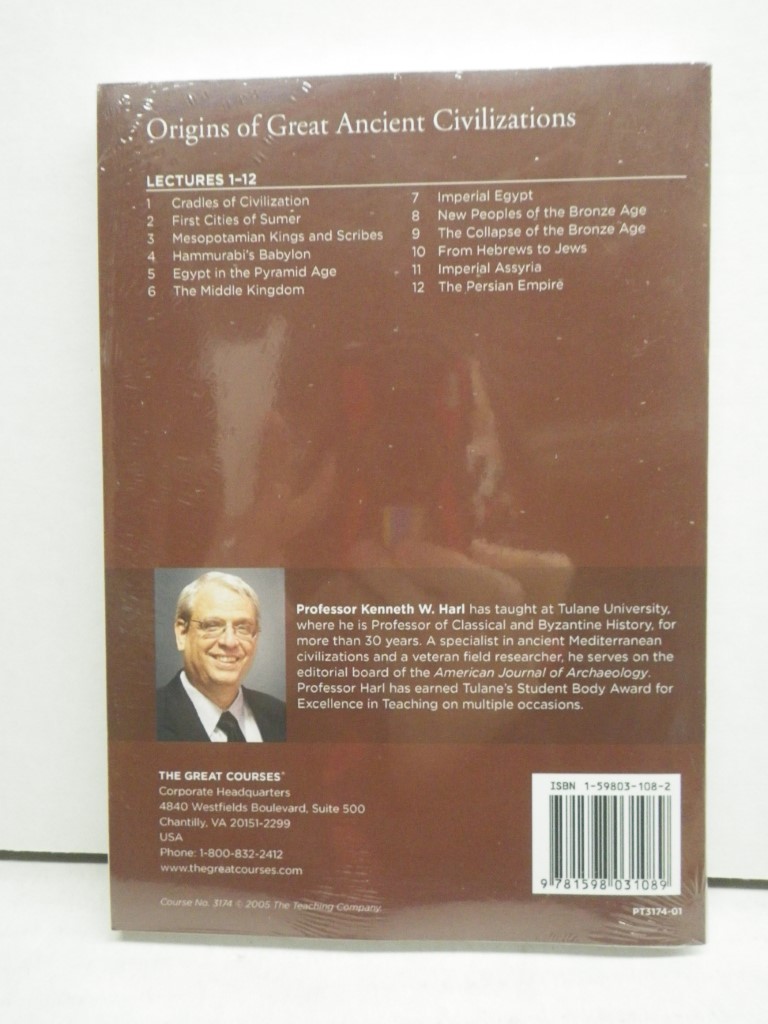 Origins of Great Ancient Civilizations
LECTURES 1–12
1 Cradles of Civilization
2 First Cities of Sumer
3 Mesopotamian Kings and Scribes
4 Hammurabi's Babylon
5 Egypt in the Pyramid Age
6 The Middle Kingdom
7 Imperial Egypt
8 New Peoples of the Bronze Age
9 The Collapse of the Bronze Age
10 From Hebrews to Jews
11 Imperial Assyria
12 The Persian Empire
Professor Kenneth W. Harl has taught at Tulane University,
where he is Professor of Classical and Byzantine History, for
more than 30 years. A specialist in ancient Mediterranean
civilizations and a veteran field researcher, he serves on the
editorial board of the American Journal of Archaeology.
Professor Harl has earned Tulane's Student Body Award for
Excellence in Teaching on multiple occasions.
THE GREAT COURSES®
Corporate Headquarters
4840 Westfields Boulevard, Suite 500
Chantilly, VA 20151-2299
USA
Phone: 1-800-832-2412
www.thegreatcourses.com
Course No. 3174 © 2005 The Teaching Company
ISBN 1-59803-108-2
9 781598 031089
PT3174-01